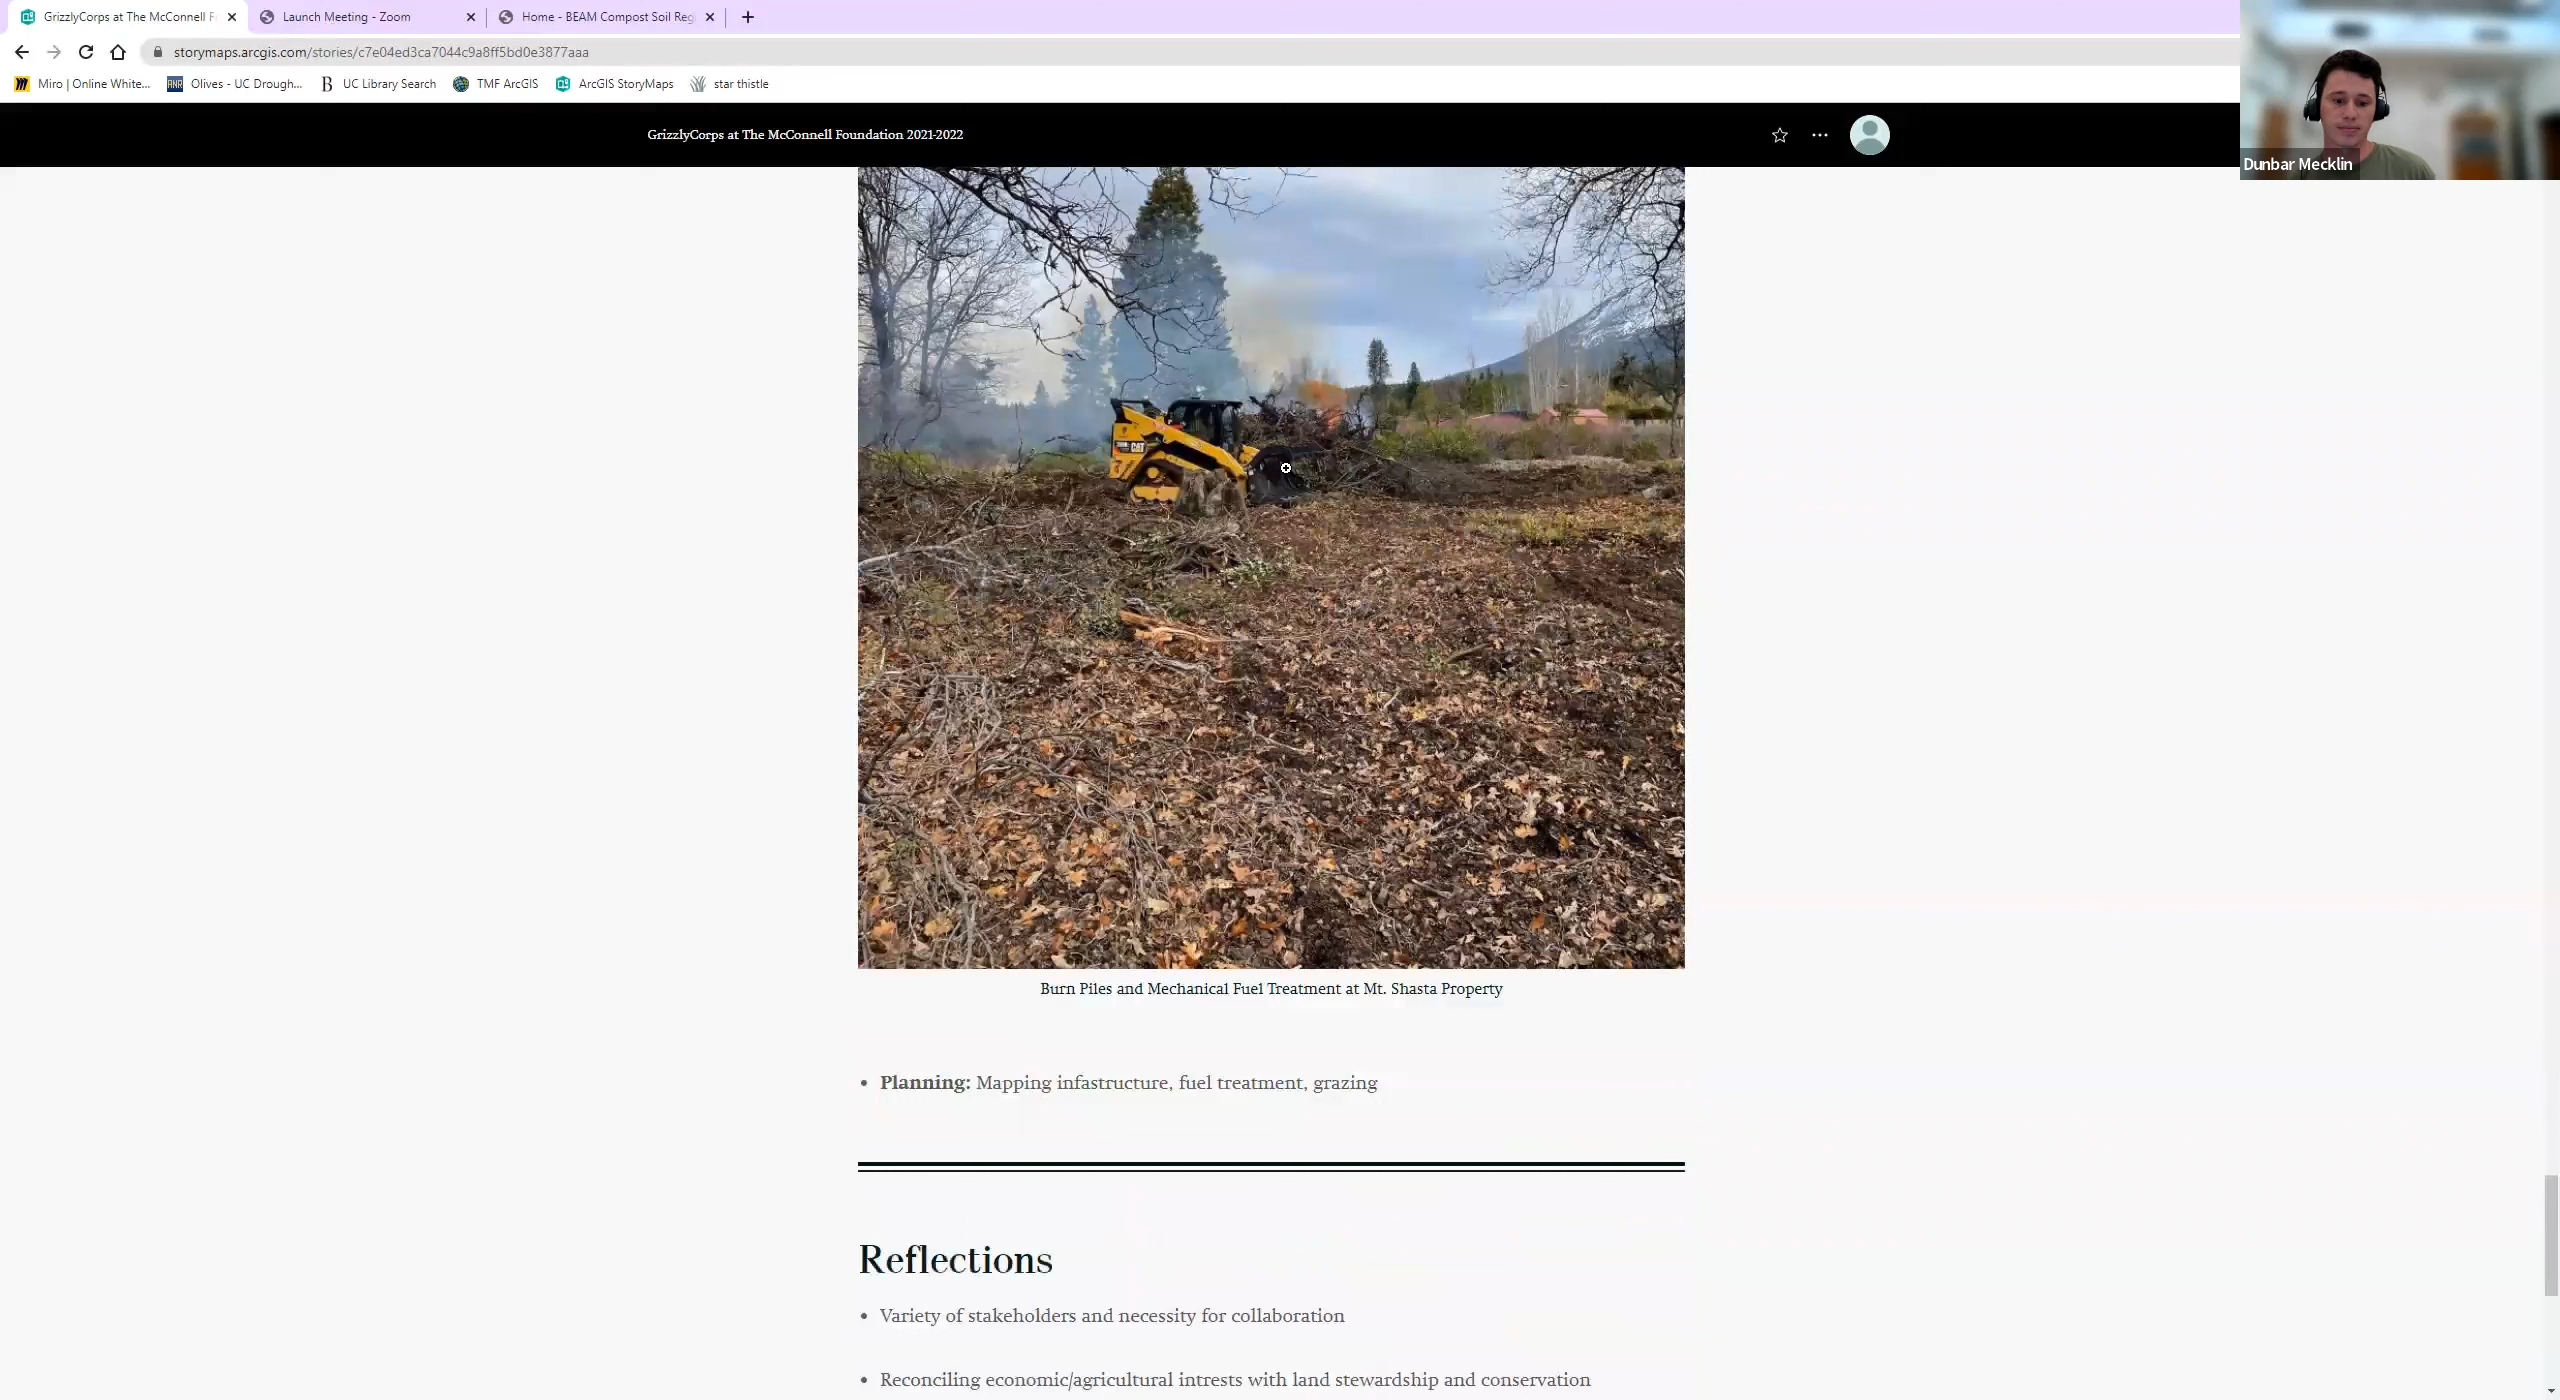 GrizzlyCorps at The McConnell F
Launch Meeting - Zoom
Home - BEAM Compost Soil Reg
storymaps.arcgis.com/stories/c7e04ed3ca7044c9a8ff5bd0e3877aaa
Miro | Online White...
Olives - UC Drough...
UC Library Search
TMF ArcGIS
ArcGIS StoryMaps
star thistle
GrizzlyCorps at The McConnell Foundation 2021-2022
Dunbar Mecklin
CAT
Burn Piles and Mechanical Fuel Treatment at Mt. Shasta Property
• Planning: Mapping infastructure, fuel treatment, grazing
Reflections
• Variety of stakeholders and necessity for collaboration
• Reconciling economic/agricultural intrests with land stewardship and conservation